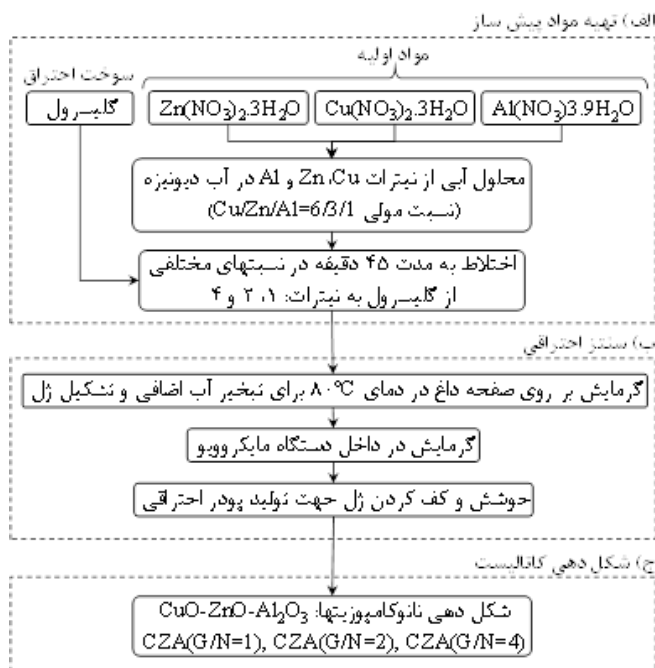 الف) تهیه مواد پیش ساز
مواد اولیه
سوخت احتراق
گلیسرول
Zn(NO3)2.3H2O
Cu(NO3)2.3H2O
Al(NO3)3.9H2O
محلول آبی از نیترات Zn،Cu و Al در آب دیونیزه
(نسبت مولی Cu/Zn/Al=6/3/1)
اختلاط به مدت ۴۵ دقیقه در نسبتهای مختلفی
از گلیسرول به نیترات: ۱، ۲ و ۴
ب) سنتز احتراقی
گرمایش بر روی صفحه داغ در دمای ۸۰°C برای تبخیر آب اضافی و تشکیل ژل
گرمایش در داخل دستگاه مایکروویو
جوشش و کف کردن ژل جهت تولید پودر احتراقی
ج) شکل دهی کاتالیست
شکل دهی نانوکامپوزیتها: CuO-ZnO-Al2O3
CZA(G/N=1), CZA(G/N=2), CZA(G/N=4)